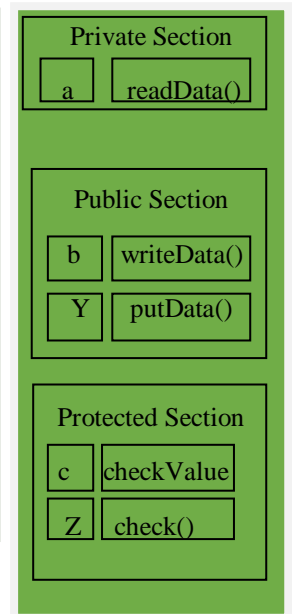 Private Section
a readData()
Public Section
b writeData()
Y putData()
Protected Section
c checkValue
Z check()